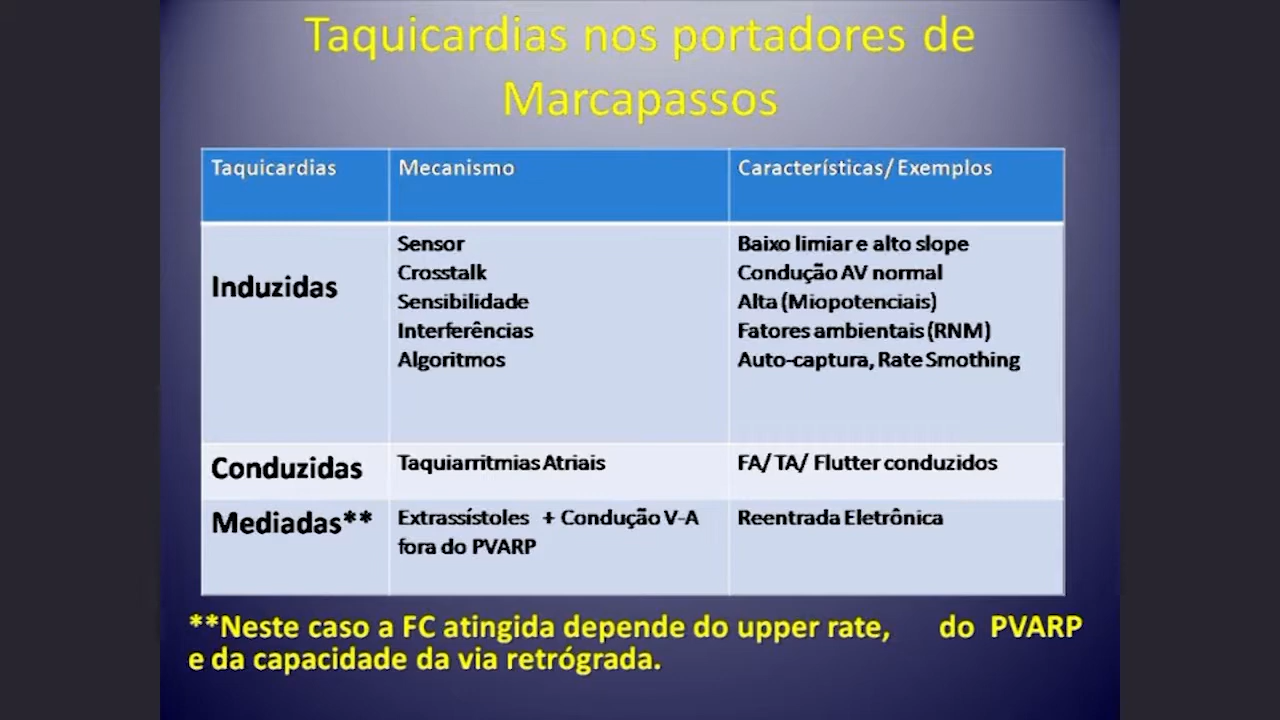 Taquicardias nos portadores de
Marcapassos
Taquicardias
Mecanismo
Características/ Exemplos
Induzidas
Sensor
Crosstalk
Sensibilidade
Interferências
Algoritmos
Baixo limiar e alto slope
Condução AV normal
Alta (Miopotenciais)
Fatores ambientais (RNM)
Auto-captura, Rate Smothing
Conduzidas
Taquiarritmias Atriais
FA/ TA/ Flutter conduzidos
Mediadas**
Extrassístoles + Condução V-A
fora do PVARP
Reentrada Eletrônica
**Neste caso a FC atingida depende do upper rate, do PVARP
e da capacidade da via retrógrada.